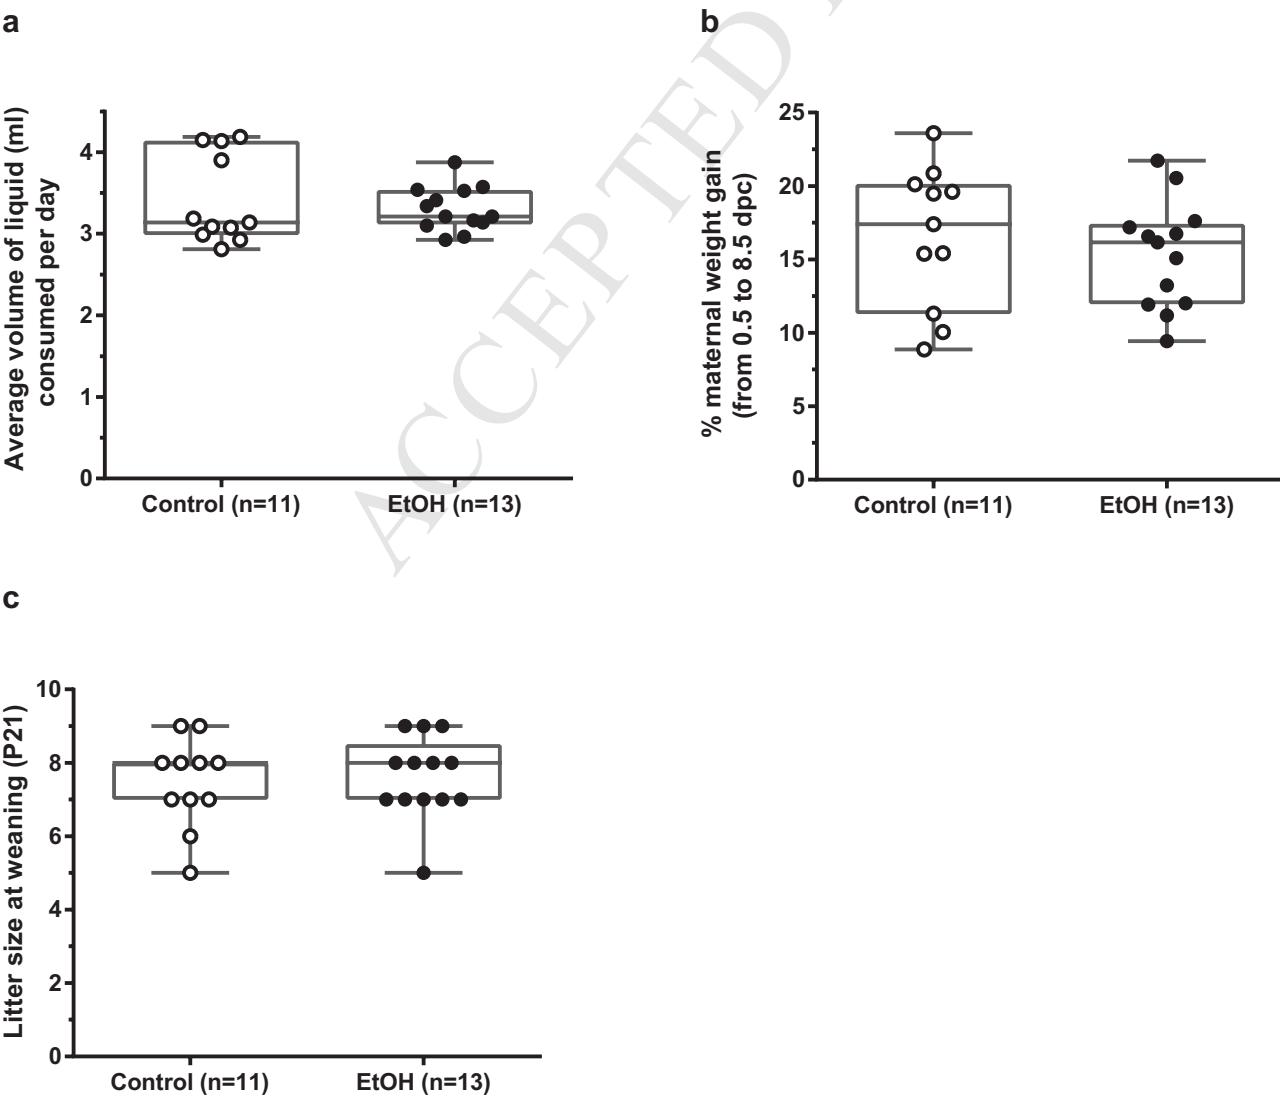 a
Average volume of liquid (ml)
consumed per day
4
3
2
1
0
Control (n=11)
EtOH (n=13)
b
% maternal weight gain
(from 0.5 to 8.5 dpc)
25
20
15
10
5
0
Control (n=11)
EtOH (n=13)
ACCEPTED
c
Litter size at weaning (P21)
10
8
6
4
2
0
Control (n=11)
EtOH (n=13)